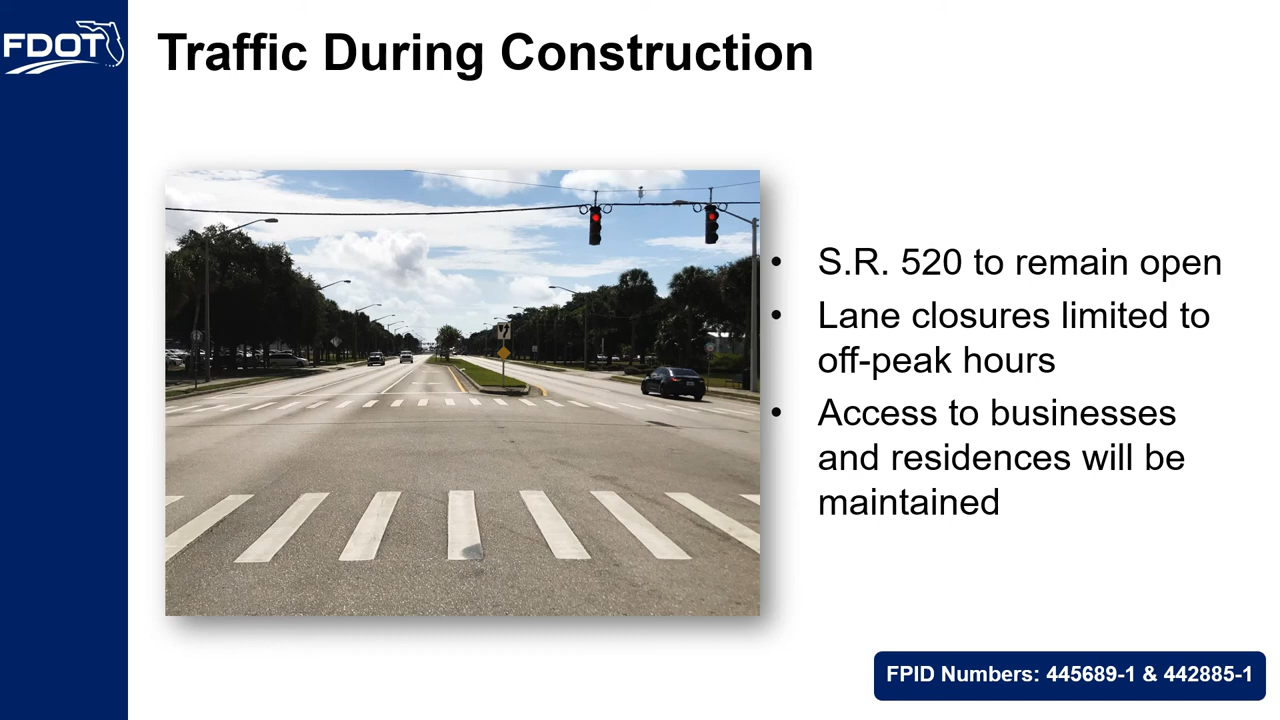 FDOT
Traffic During Construction
• S.R. 520 to remain open
• Lane closures limited to
off-peak hours
• Access to businesses
and residences will be
maintained
FPID Numbers: 445689-1 & 442885-1